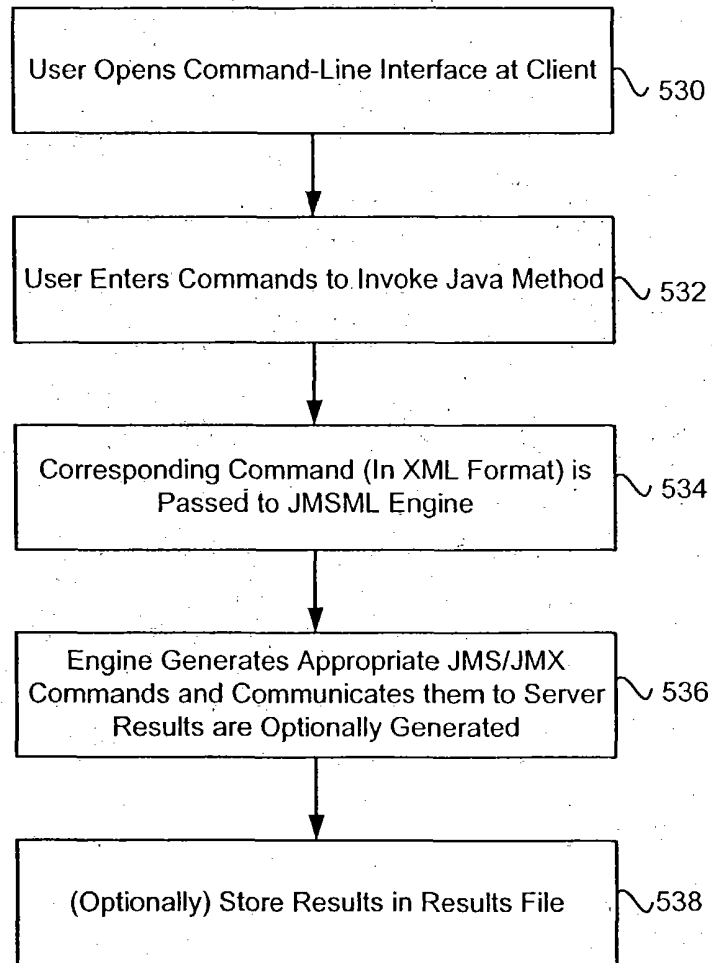 User Opens Command-Line Interface at Client
530
User Enters Commands to Invoke Java Method
532
Corresponding Command (In XML Format) is
Passed to JMSML Engine
534
Engine Generates Appropriate JMS/JMX
Commands and Communicates them to Server
Results are Optionally Generated
536
(Optionally) Store Results in Results File
538